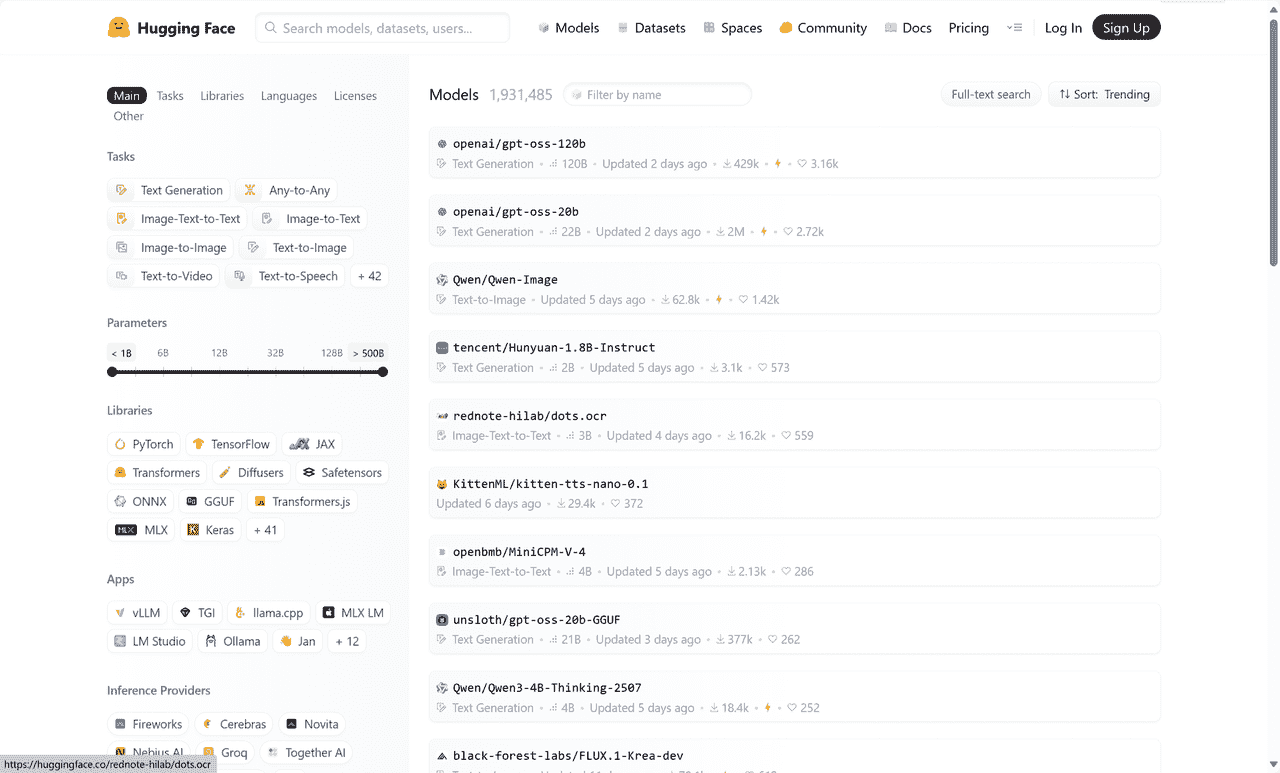 Hugging Face
Search models, datasets, users...
Models Datasets Spaces Community Docs Pricing Log In Sign Up
Main Tasks Libraries Languages Licenses
Other
Tasks
Text Generation Any-to-Any
Image-Text-to-Text Image-to-Text
Image-to-Image Text-to-Image
Text-to-Video Text-to-Speech + 42
Parameters
< 1B 6B 12B 32B 128B > 500B
Libraries
PyTorch TensorFlow JAX
Transformers Diffusers Safetensors
ONNX GGUF Transformers.js
MLX MLX Keras + 41
Apps
vLLM TGI llama.cpp MLX LM
LM Studio Ollama Jan + 12
Inference Providers
Fireworks Cerebras Novita
Nebius AI Groq Together AI
https://huggingface.co/rednote-hilab/dots.ocr
Models 1,931,485 Filter by name Full-text search Sort: Trending
openai/gpt-oss-120b
Text Generation • 120B • Updated 2 days ago • 429k • • 3.16k
openai/gpt-oss-20b
Text Generation • 22B • Updated 2 days ago • 2M • • 2.72k
Qwen/Qwen-Image
Text-to-Image • Updated 5 days ago • 62.8k • • 1.42k
tencent/Hunyuan-1.8B-Instruct
Text Generation • 2B • Updated 5 days ago • 3.1k • 573
rednote-hilab/dots.ocr
Image-Text-to-Text • 3B • Updated 4 days ago • 16.2k • 559
KittenML/kitten-tts-nano-0.1
Updated 6 days ago • 29.4k • 372
openbmb/MiniCPM-V-4
Image-Text-to-Text • 4B • Updated 5 days ago • 2.13k • 286
unsloth/gpt-oss-20b-GGUF
Text Generation • 21B • Updated 3 days ago • 377k • 262
Qwen/Qwen3-4B-Thinking-2507
Text Generation • 4B • Updated 5 days ago • 18.4k • • 252
black-forest-labs/FLUX.1-Krea-dev